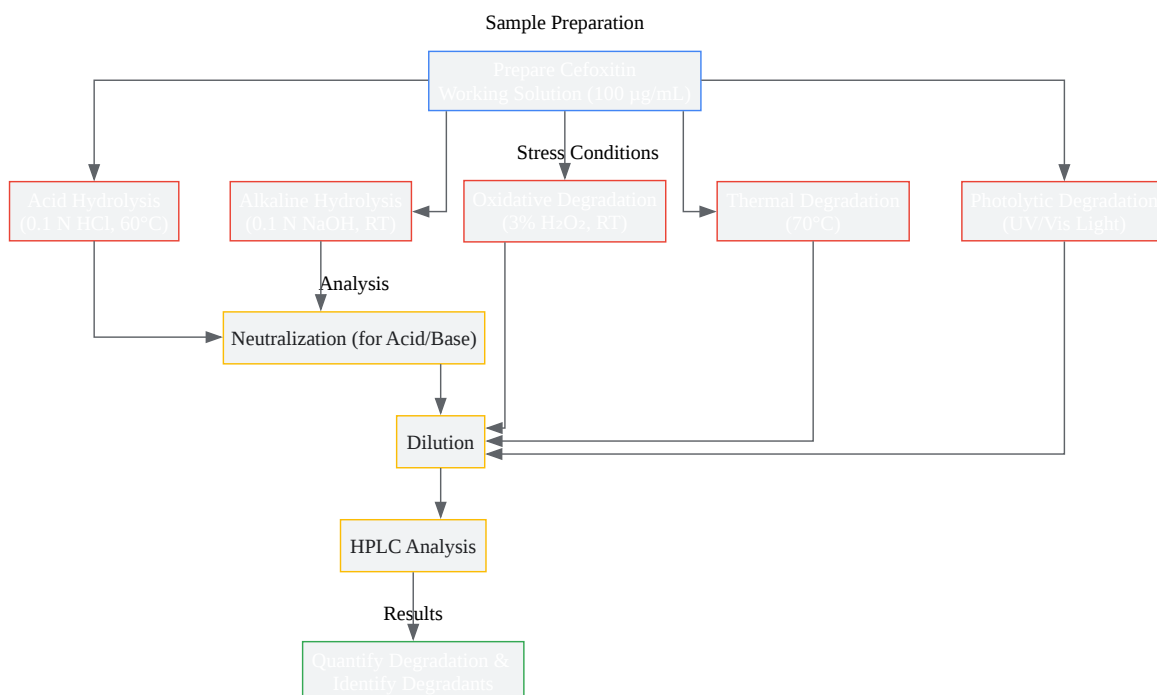 Sample Preparation
Prepare Cefoxitin
Working Solution (100 µg/mL)
Stress Conditions
Acid Hydrolysis
(0.1 N HCl, 60°C)
Alkaline Hydrolysis
(0.1 N NaOH, RT)
Oxidative Degradation
(3% H₂O₂, RT)
Thermal Degradation
(70°C)
Photolytic Degradation
(UV/Vis Light)
Analysis
Neutralization (for Acid/Base)
Dilution
HPLC Analysis
Results
Quantify Degradation &
Identify Degradants